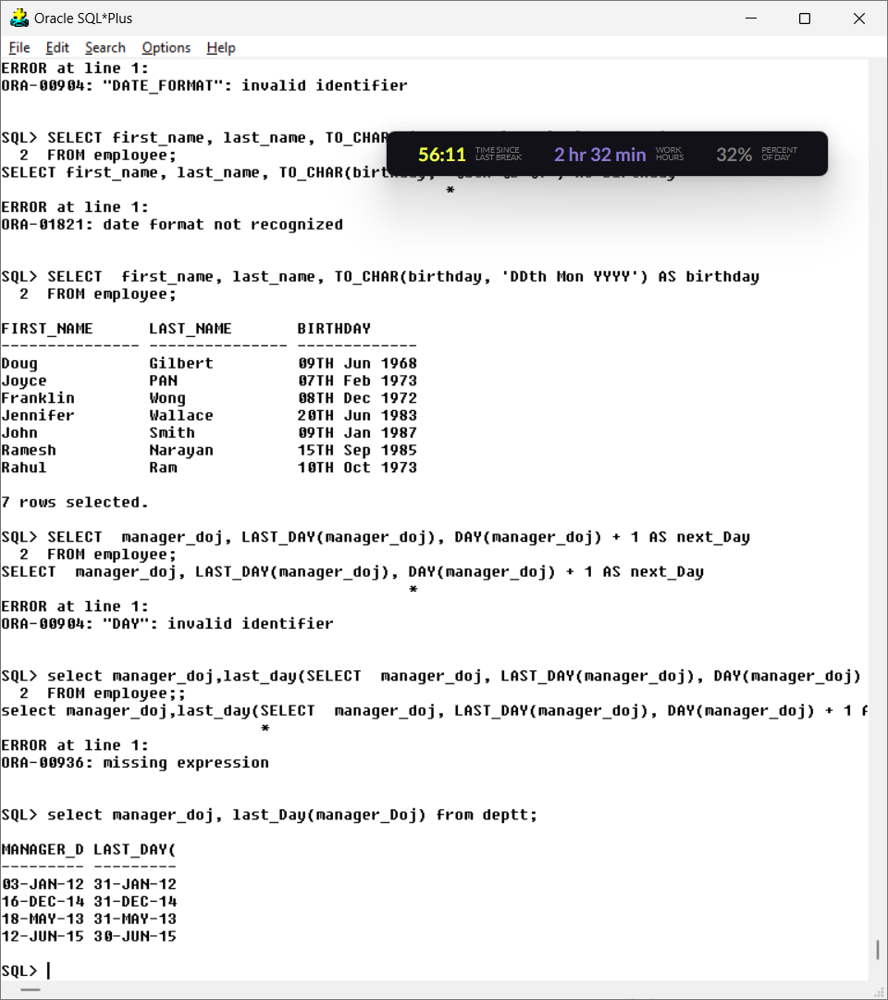 Oracle SQL*Plus
File Edit Search Options Help
ERROR at line 1:
ORA-00904: "DATE_FORMAT": invalid identifier
SQL> SELECT first_name, last_name, TO_CHAR
2 FROM employee;
56:11 TIME SINCE LAST BREAK 2 hr 32 min WORK HOURS 32% PERCENT OF DAY
SELECT first_name, last_name, TO_CHAR(
*
ERROR at line 1:
ORA-01821: date format not recognized
SQL> SELECT  first_name, last_name, TO_CHAR(birthday, 'DDth Mon YYYY') AS birthday
2 FROM employee;
FIRST_NAME      LAST_NAME       BIRTHDAY
--------------- --------------- -------------
Doug            Gilbert         09TH Jun 1968
Joyce           PAN             07TH Feb 1973
Franklin        Wong            08TH Dec 1972
Jennifer        Wallace         20TH Jun 1983
John            Smith           09TH Jan 1987
Ramesh          Narayan         15TH Sep 1985
Rahul           Ram             10TH Oct 1973
7 rows selected.
SQL> SELECT  manager_doj, LAST_DAY(manager_doj), DAY(manager_doj) + 1 AS next_Day
2 FROM employee;
SELECT  manager_doj, LAST_DAY(manager_doj), DAY(manager_doj) + 1 AS next_Day
*
ERROR at line 1:
ORA-00904: "DAY": invalid identifier
SQL> select manager_doj,last_day(SELECT  manager_doj, LAST_DAY(manager_doj), DAY(manager_doj)
2 FROM employee;;
select manager_doj,last_day(SELECT  manager_doj, LAST_DAY(manager_doj), DAY(manager_doj) + 1
*
ERROR at line 1:
ORA-00936: missing expression
SQL> select manager_doj, last_Day(manager_Doj) from deptt;
MANAGER_D LAST_DAY(
--------- ---------
03-JAN-12 31-JAN-12
16-DEC-14 31-DEC-14
18-MAY-13 31-MAY-13
12-JUN-15 30-JUN-15
SQL>